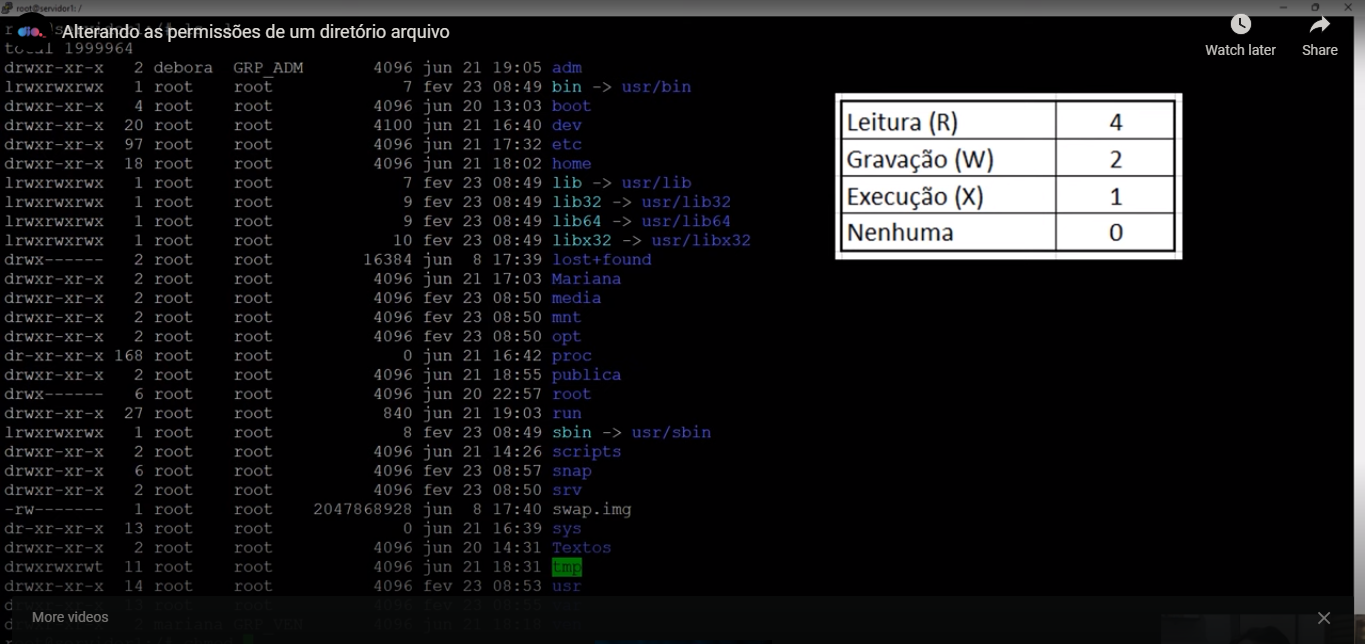 root@servidor1: /
Alterando as permissões de um diretório arquivo
Watch later
Share
total 1999964
drwxr-xr-x 2 debora GRP_ADM 4096 jun 21 19:05 adm
lrwxrwxrwx 1 root root 7 fev 23 08:49 bin -> usr/bin
drwxr-xr-x 4 root root 4096 jun 20 13:03 boot
drwxr-xr-x 20 root root 4100 jun 21 16:40 dev
drwxr-xr-x 97 root root 4096 jun 21 17:32 etc
drwxr-xr-x 18 root root 4096 jun 21 18:02 home
lrwxrwxrwx 1 root root 7 fev 23 08:49 lib -> usr/lib
lrwxrwxrwx 1 root root 9 fev 23 08:49 lib32 -> usr/lib32
lrwxrwxrwx 1 root root 9 fev 23 08:49 lib64 -> usr/lib64
lrwxrwxrwx 1 root root 10 fev 23 08:49 libx32 -> usr/libx32
drwx------ 2 root root 16384 jun 8 17:39 lost+found
drwxr-xr-x 2 root root 4096 jun 21 17:03 Mariana
drwxr-xr-x 2 root root 4096 fev 23 08:50 media
drwxr-xr-x 2 root root 4096 fev 23 08:50 mnt
drwxr-xr-x 2 root root 4096 fev 23 08:50 opt
dr-xr-xr-x 168 root root 0 jun 21 16:42 proc
drwxr-xr-x 2 root root 4096 jun 21 18:55 publica
drwx------ 6 root root 4096 jun 20 22:57 root
drwxr-xr-x 27 root root 840 jun 21 19:03 run
lrwxrwxrwx 1 root root 8 fev 23 08:49 sbin -> usr/sbin
drwxr-xr-x 2 root root 4096 jun 21 14:26 scripts
drwxr-xr-x 6 root root 4096 fev 23 08:57 snap
drwxr-xr-x 2 root root 4096 fev 23 08:50 srv
-rw------- 1 root root 2047868928 jun 8 17:40 swap.img
dr-xr-xr-x 13 root root 0 jun 21 16:39 sys
drwxr-xr-x 2 root root 4096 jun 20 14:31 Textos
drwxrwxrwt 11 root root 4096 jun 21 18:31 tmp
drwxr-xr-x 14 root root 4096 fev 23 08:53 usr
Leitura (R) 4
Gravação (W) 2
Execução (X) 1
Nenhuma 0
More videos